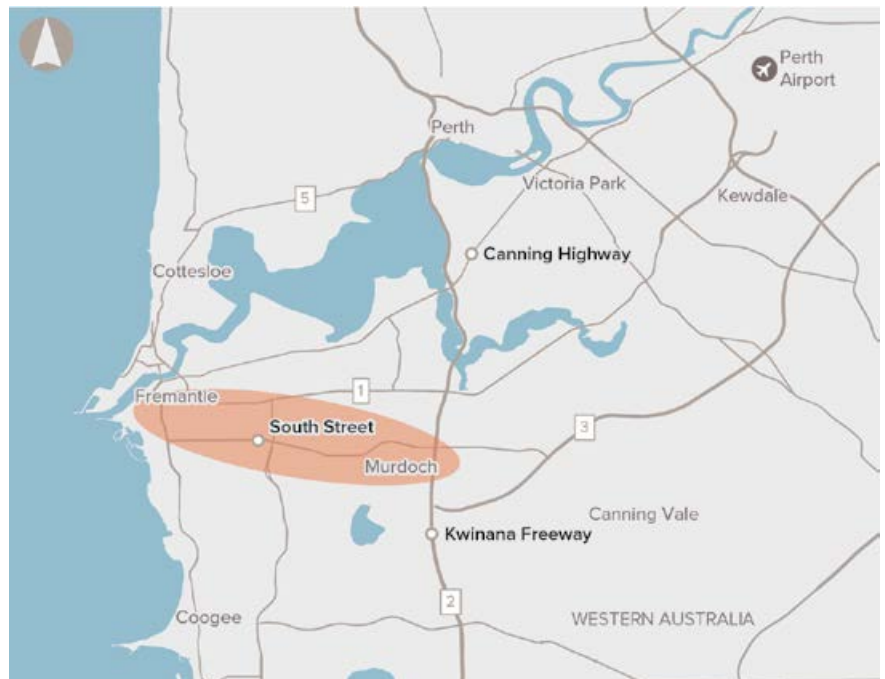 Perth
Airport
Perth
Victoria Park
Kewdale
5
Canning Highway
Cottesloe
Fremantle
1
South Street
3
Murdoch
Canning Vale
Kwinana Freeway
2
Coogee
WESTERN AUSTRALIA